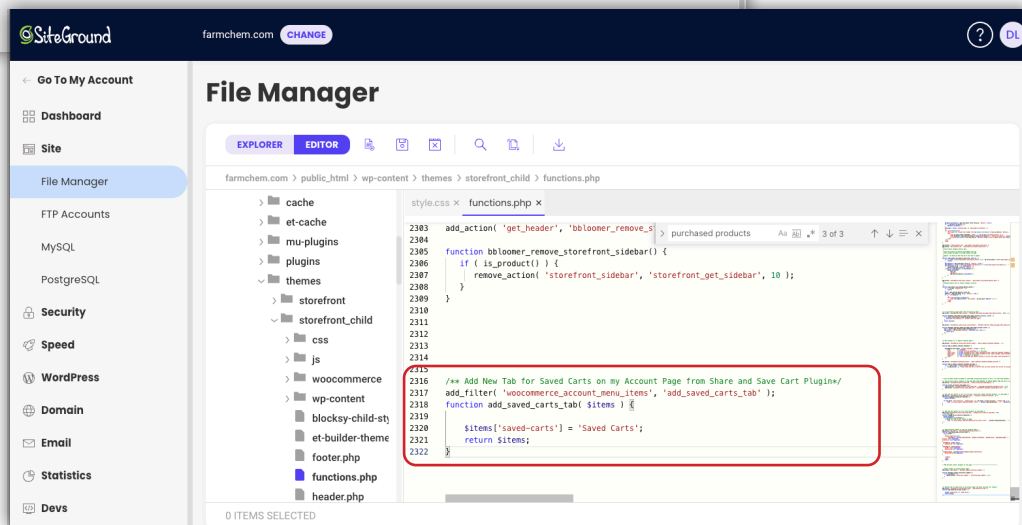 SiteGround
farmchem.com CHANGE
? DL
← Go To My Account
Dashboard
Site
File Manager
FTP Accounts
MySQL
PostgreSQL
Security
Speed
WordPress
Domain
Email
Statistics
Devs
File Manager
EXPLORER EDITOR
farmchem.com > public_html > wp-content > themes > storefront_child > functions.php
cache
et-cache
mu-plugins
plugins
themes
storefront
storefront_child
css
js
woocommerce
wp-content
blocksy-child-sty
et-builder-theme
footer.php
functions.php
header.php
style.css × functions.php ×
purchased products Aa Ab| .* 3 of 3
2303 add_action( 'get_header', 'bbloomer_remove_st
2304
2305 function bbloomer_remove_storefront_sidebar() {
2306 if ( is_product() ) {
2307 remove_action( 'storefront_sidebar', 'storefront_get_sidebar', 10 );
2308 }
2309 }
2310
2311
2312
2313
2314
2315
2316 /** Add New Tab for Saved Carts on my Account Page from Share and Save Cart Plugin*/
2317 add_filter( 'woocommerce_account_menu_items', 'add_saved_carts_tab' );
2318 function add_saved_carts_tab( $items ) {
2319
2320 $items['saved-carts'] = 'Saved Carts';
2321 return $items;
2322 }
0 ITEMS SELECTED